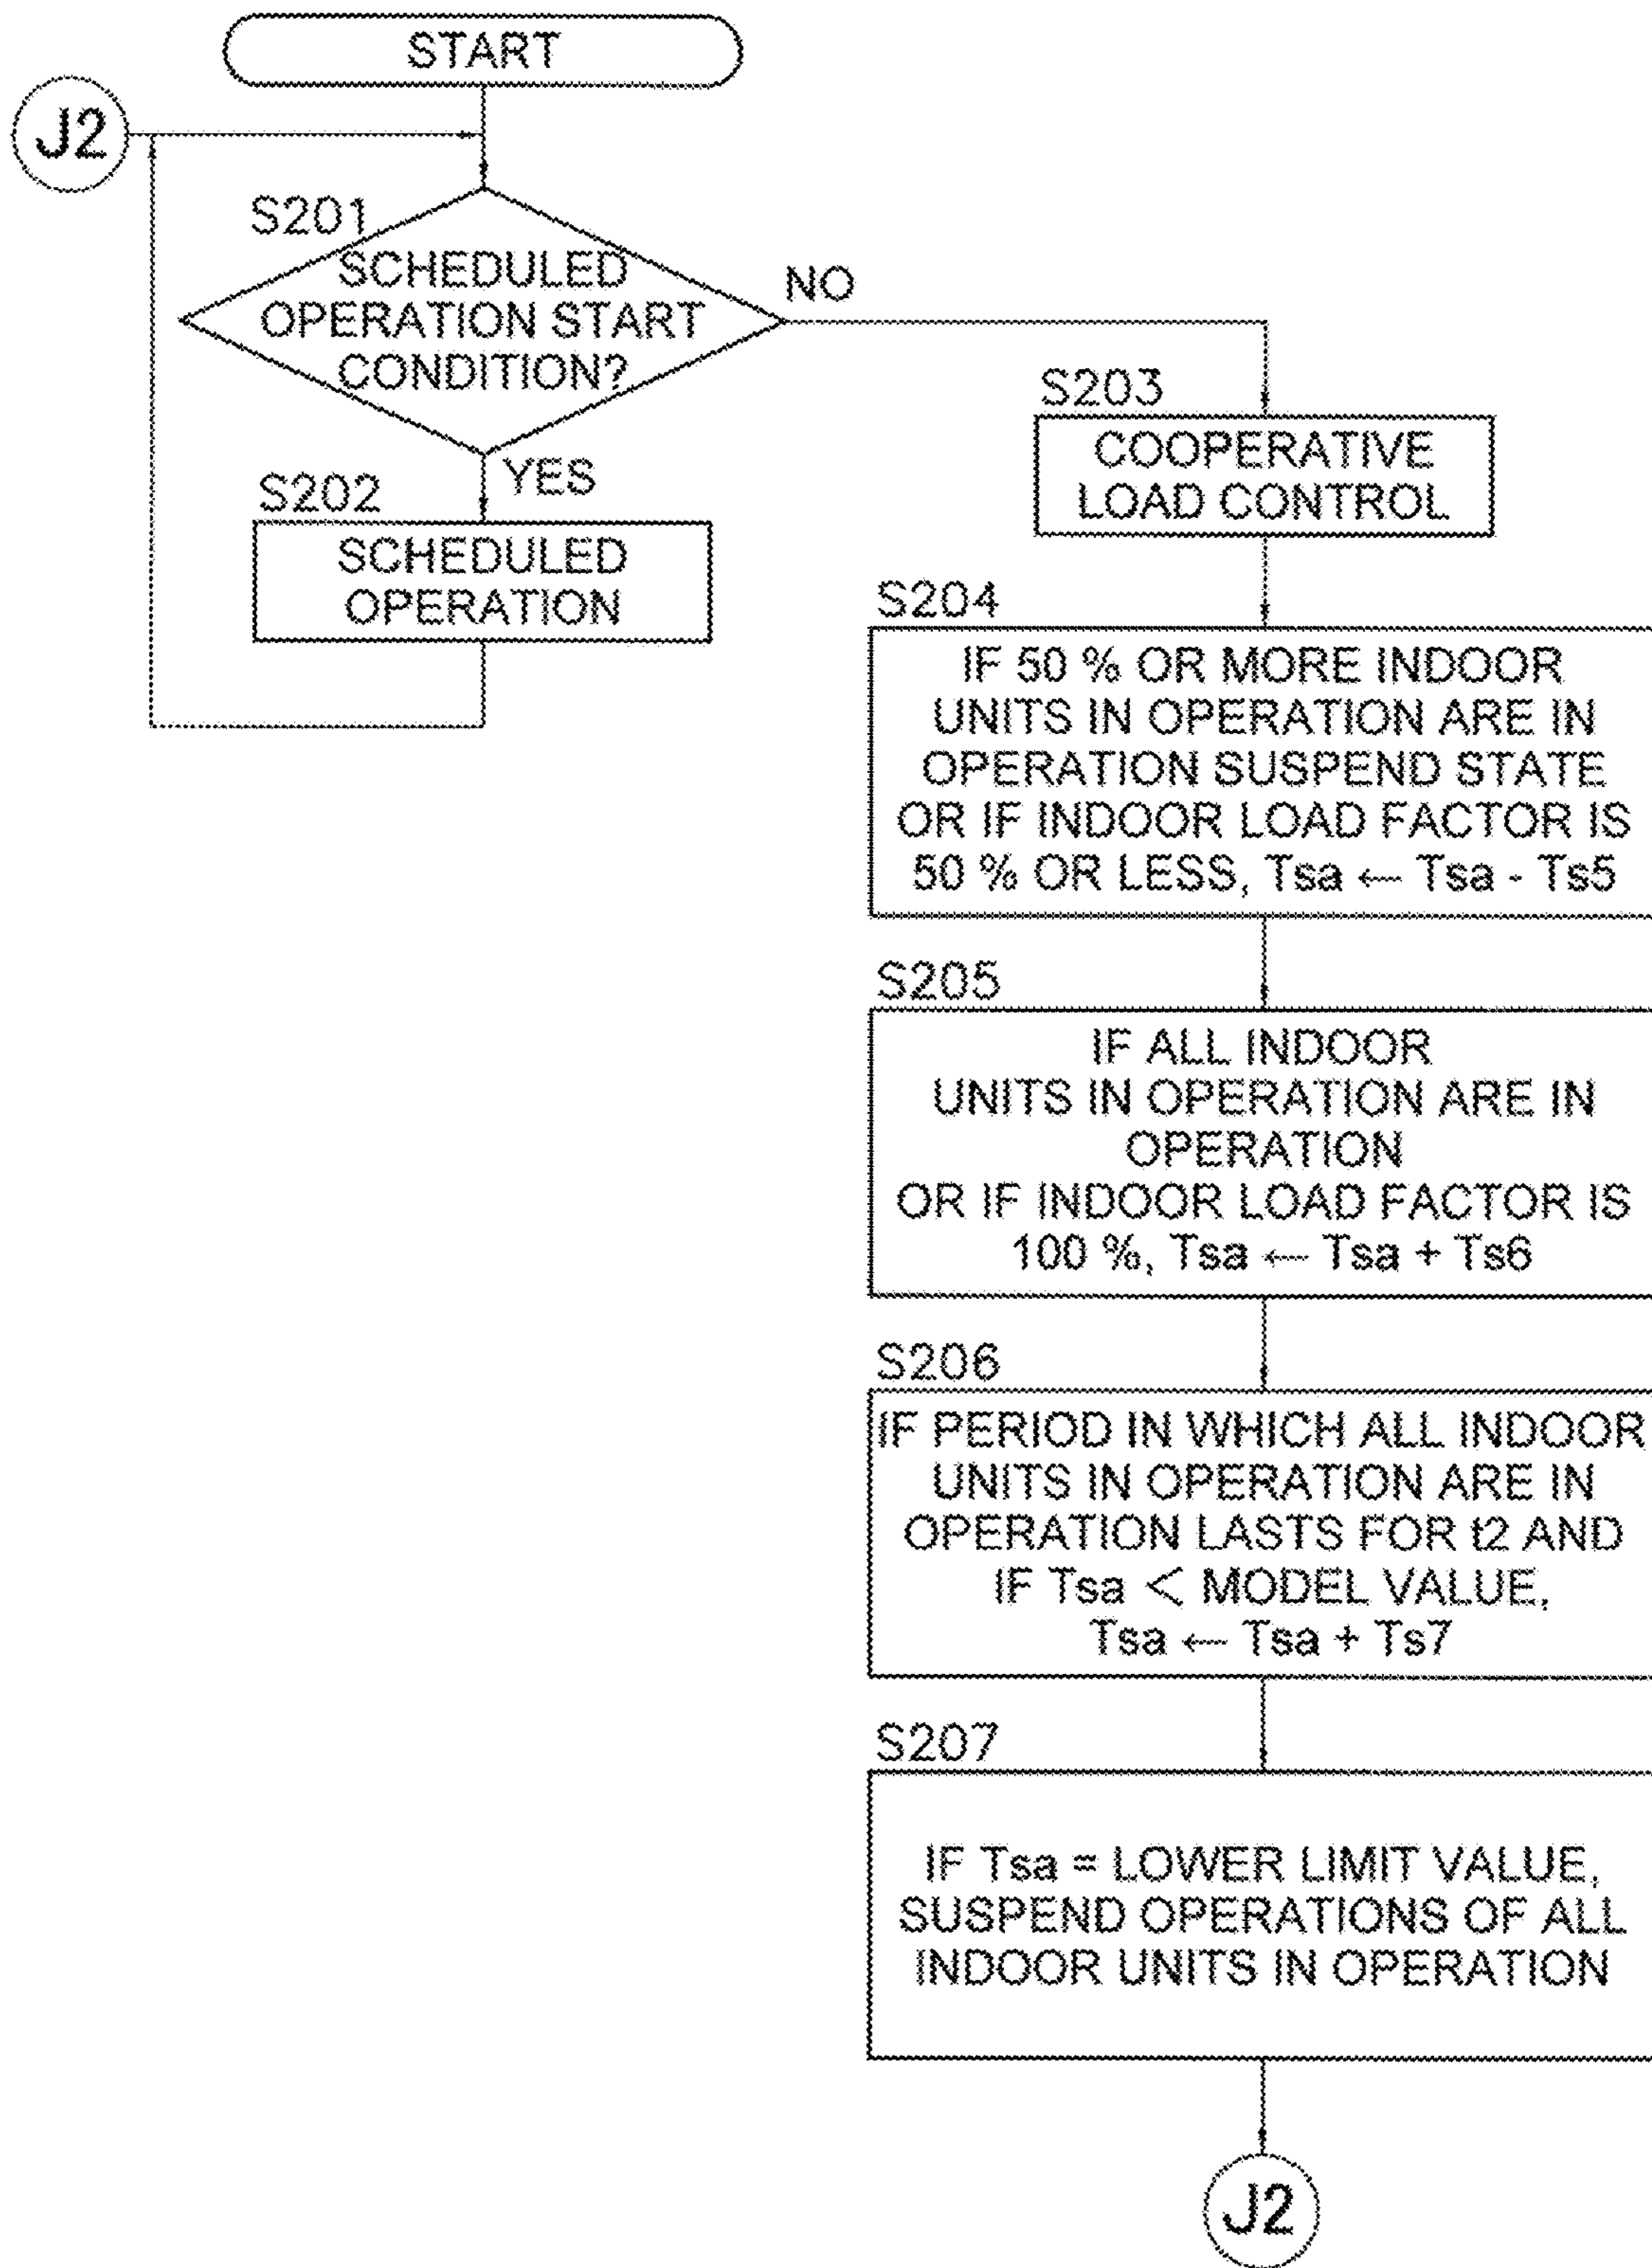 START
J2
S201
SCHEDULED
OPERATION START
CONDITION?
NO
YES
S202
SCHEDULED
OPERATION
S203
COOPERATIVE
LOAD CONTROL
S204
IF 50 % OR MORE INDOOR
UNITS IN OPERATION ARE IN
OPERATION SUSPEND STATE
OR IF INDOOR LOAD FACTOR IS
50 % OR LESS, Tsa ← Tsa - Ts5
S205
IF ALL INDOOR
UNITS IN OPERATION ARE IN
OPERATION
OR IF INDOOR LOAD FACTOR IS
100 %, Tsa ← Tsa + Ts6
S206
IF PERIOD IN WHICH ALL INDOOR
UNITS IN OPERATION ARE IN
OPERATION LASTS FOR t2 AND
IF Tsa < MODEL VALUE,
Tsa ← Tsa + Ts7
S207
IF Tsa = LOWER LIMIT VALUE,
SUSPEND OPERATIONS OF ALL
INDOOR UNITS IN OPERATION
J2